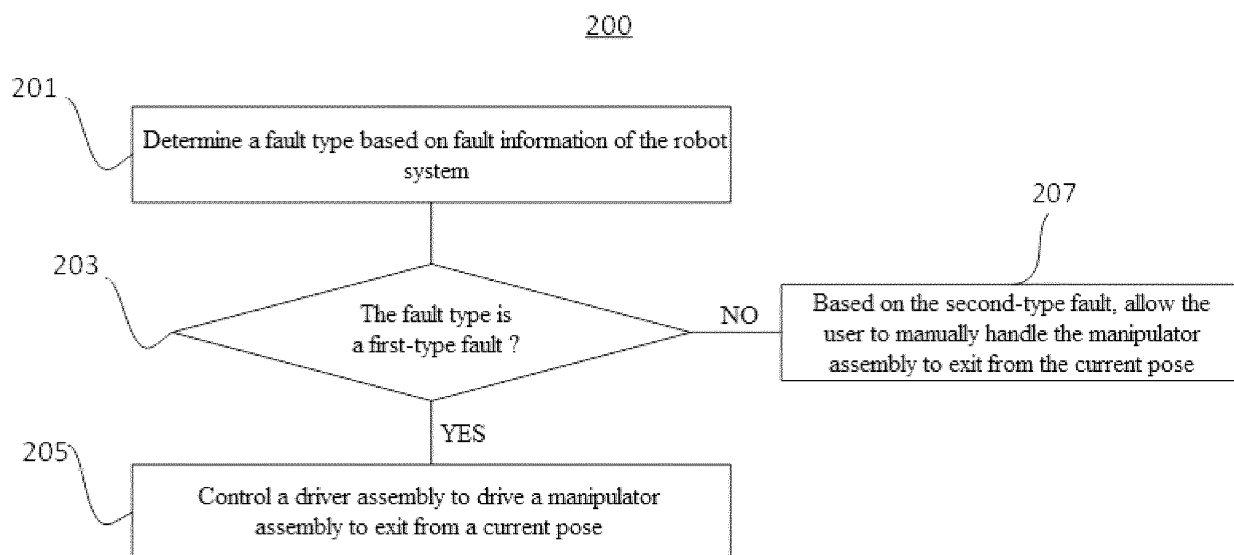 200
201
Determine a fault type based on fault information of the robot
system
203
The fault type is
a first-type fault ?
NO
207
Based on the second-type fault, allow the
user to manually handle the manipulator
assembly to exit from the current pose
YES
205
Control a driver assembly to drive a manipulator
assembly to exit from a current pose